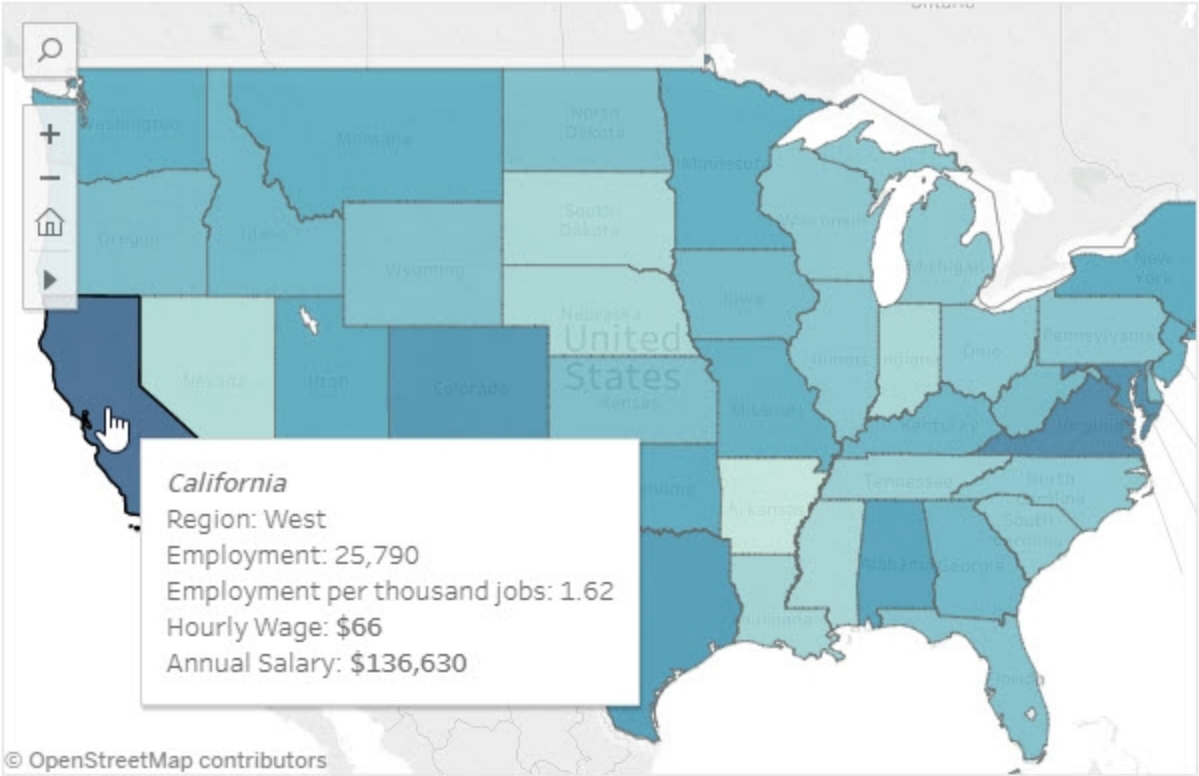 Washington
Montana
North
Dakota
Minnesota
Oregon
Idaho
South
Dakota
Wisconsin
Wyoming
Michigan
New
York
Nebraska
Iowa
United
States
Nevada
Utah
Colorado
Kansas
Illinois
Indiana
Ohio
Pennsylvania
Missouri
Kentucky
Virginia
Tennessee
North
Carolina
Arkansas
South
Carolina
Alabama
Georgia
Florida
California
Region: West
Employment: 25,790
Employment per thousand jobs: 1.62
Hourly Wage: $66
Annual Salary: $136,630
© OpenStreetMap contributors